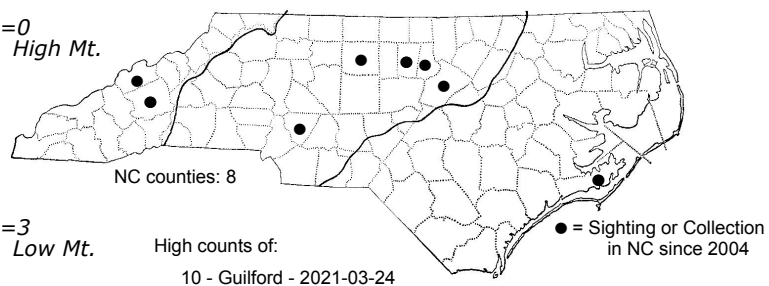 =0
High Mt.
NC counties: 8
=3
Low Mt.
High counts of:
10 - Guilford - 2021-03-24
● = Sighting or Collection
in NC since 2004